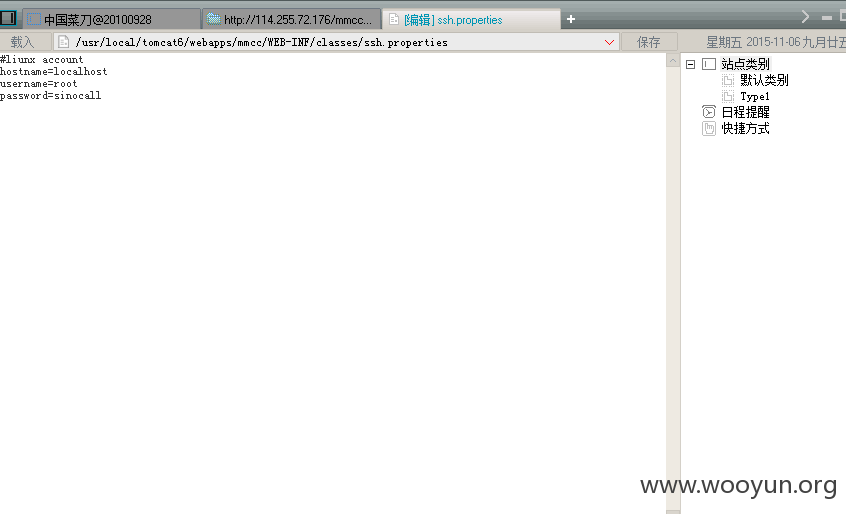 中国菜刀@20100928
http://114.255.72.176/mmcc...
[编辑] ssh.properties
载入
/usr/local/tomcat6/webapps/mmcc/WEB-INF/classes/ssh.properties
保存
星期五 2015-11-06 九月廿五
#liunx account
hostname=localhost
username=root
password=sinocall
站点类别
默认类别
Type1
日程提醒
快捷方式
www.wooyun.org